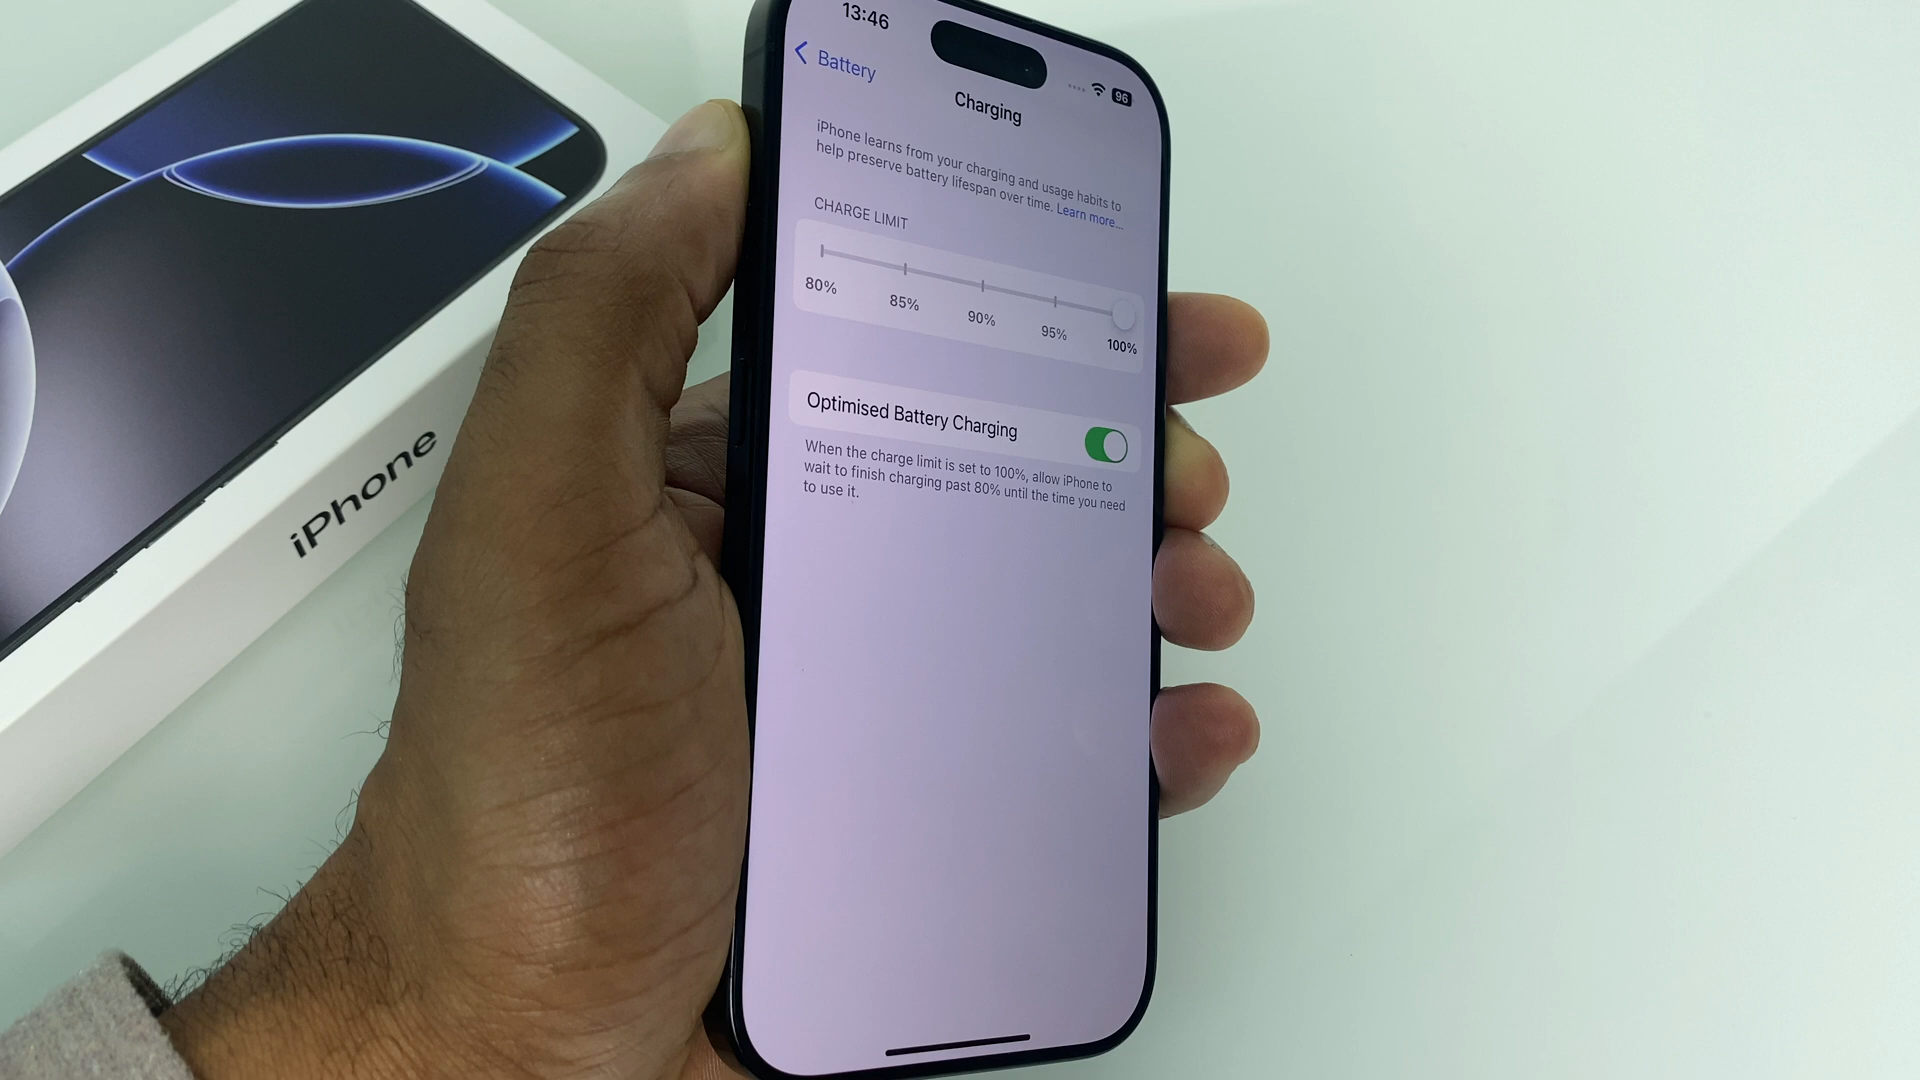 13:46
96
Battery
Charging
iPhone learns from your charging and usage habits to
help preserve battery lifespan over time. Learn more...
CHARGE LIMIT
80%
85%
90%
95%
100%
Optimised Battery Charging
When the charge limit is set to 100%, allow iPhone to
wait to finish charging past 80% until the time you need
to use it.
iPhone